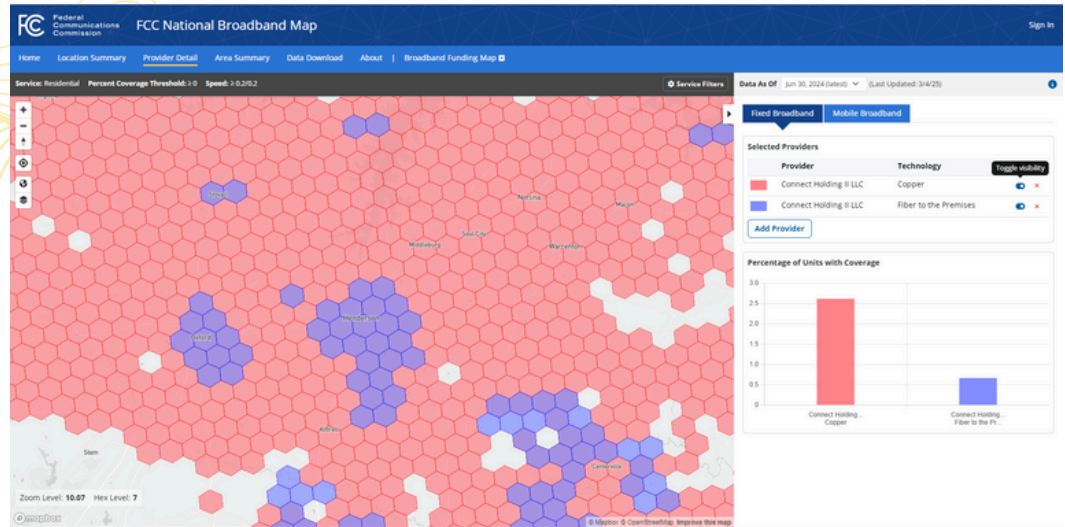 FCC Federal Communications Commission
FCC National Broadband Map
Sign In
Home Location Summary Provider Detail Area Summary Data Download About | Broadband Funding Map
Service: Residential Percent Coverage Threshold: ≥ 0 Speed: ≥ 0.2/0.2
Service Filters
Data As Of Jun 30, 2024 (latest) (Last Updated: 3/4/25)
Fixed Broadband Mobile Broadband
Selected Providers
Provider Technology
Toggle visibility
Connect Holding II LLC Copper
Connect Holding II LLC Fiber to the Premises
Add Provider
Percentage of Units with Coverage
3.0
2.5
2.0
1.5
1.0
0.5
0
Connect Holding... Copper
Connect Holding... Fiber to the Pr...
Stovall
Norlina
Macon
Soul City
Middleburg
Warrenton
Henderson
Oxford
Kittrell
Stem
Centerville
Zoom Level: 10.07 Hex Level: 7
mapbox
© Mapbox © OpenStreetMap Improve this map